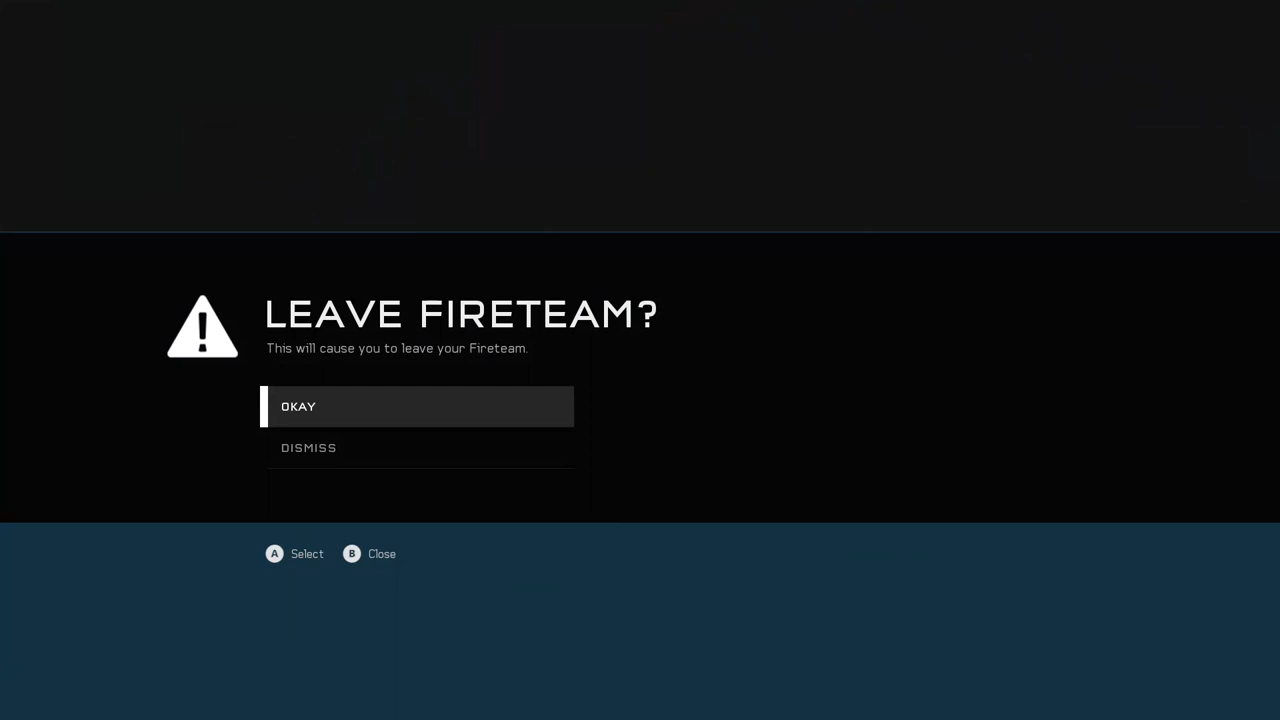 LEAVE FIRETEAM?
This will cause you to leave your Fireteam.
OKAY
DISMISS
A Select B Close